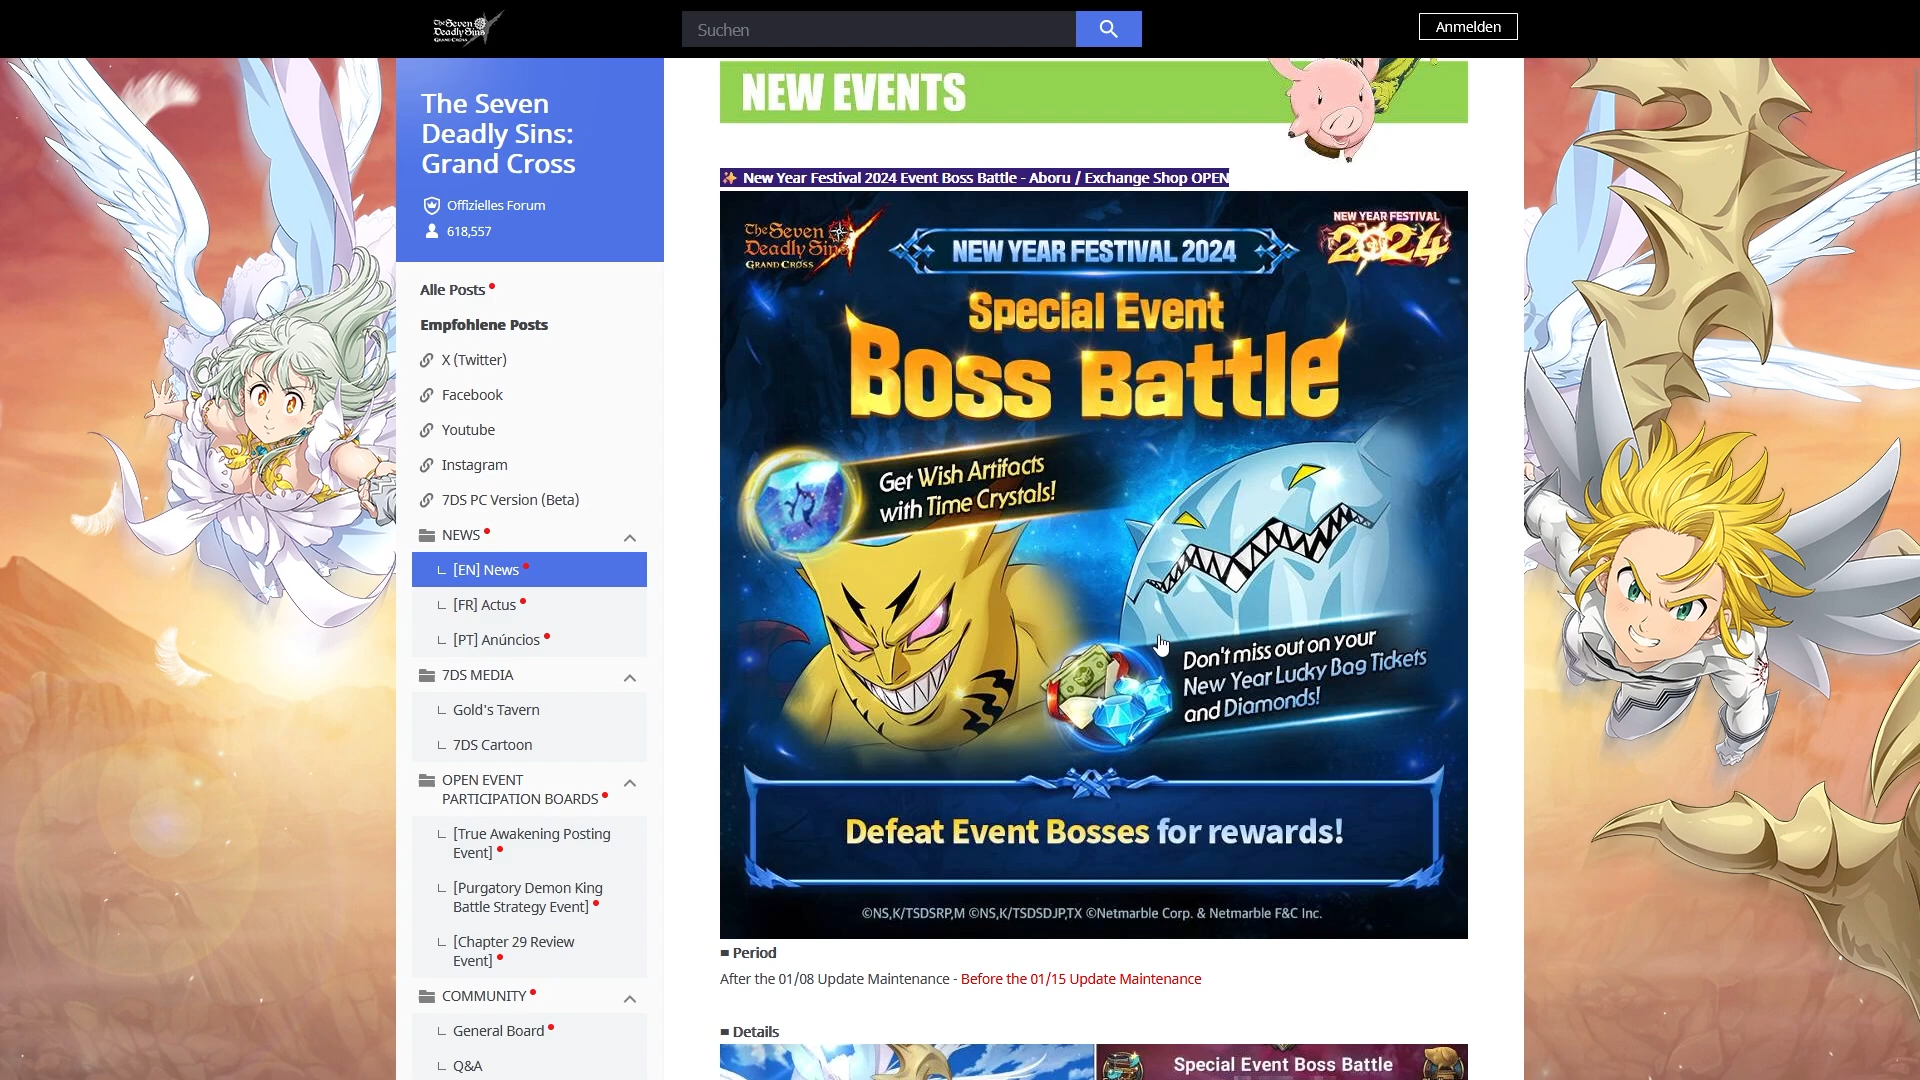 The Seven
Deadly Sins
GRAND CROSS
Suchen
Anmelden
The Seven
Deadly Sins:
Grand Cross
Offizielles Forum
618,557
Alle Posts
Empfohlene Posts
X (Twitter)
Facebook
Youtube
Instagram
7DS PC Version (Beta)
NEWS
[EN] News
[FR] Actus
[PT] Anúncios
7DS MEDIA
Gold's Tavern
7DS Cartoon
OPEN EVENT
PARTICIPATION BOARDS
[True Awakening Posting
Event]
[Purgatory Demon King
Battle Strategy Event]
[Chapter 29 Review
Event]
COMMUNITY
General Board
Q&A
NEW EVENTS
✨ New Year Festival 2024 Event Boss Battle - Aboru / Exchange Shop OPEN
The Seven
Deadly Sins
GRAND CROSS
NEW YEAR FESTIVAL 2024
NEW YEAR FESTIVAL
2024
Special Event
Boss Battle
Get Wish Artifacts
with Time Crystals!
Don't miss out on your
New Year Lucky Bag Tickets
and Diamonds!
Defeat Event Bosses for rewards!
©NS,K/TSDSRP,M ©NS,K/TSDSDJP,TX ©Netmarble Corp. & Netmarble F&C Inc.
■ Period
After the 01/08 Update Maintenance - Before the 01/15 Update Maintenance
■ Details
Special Event Boss Battle